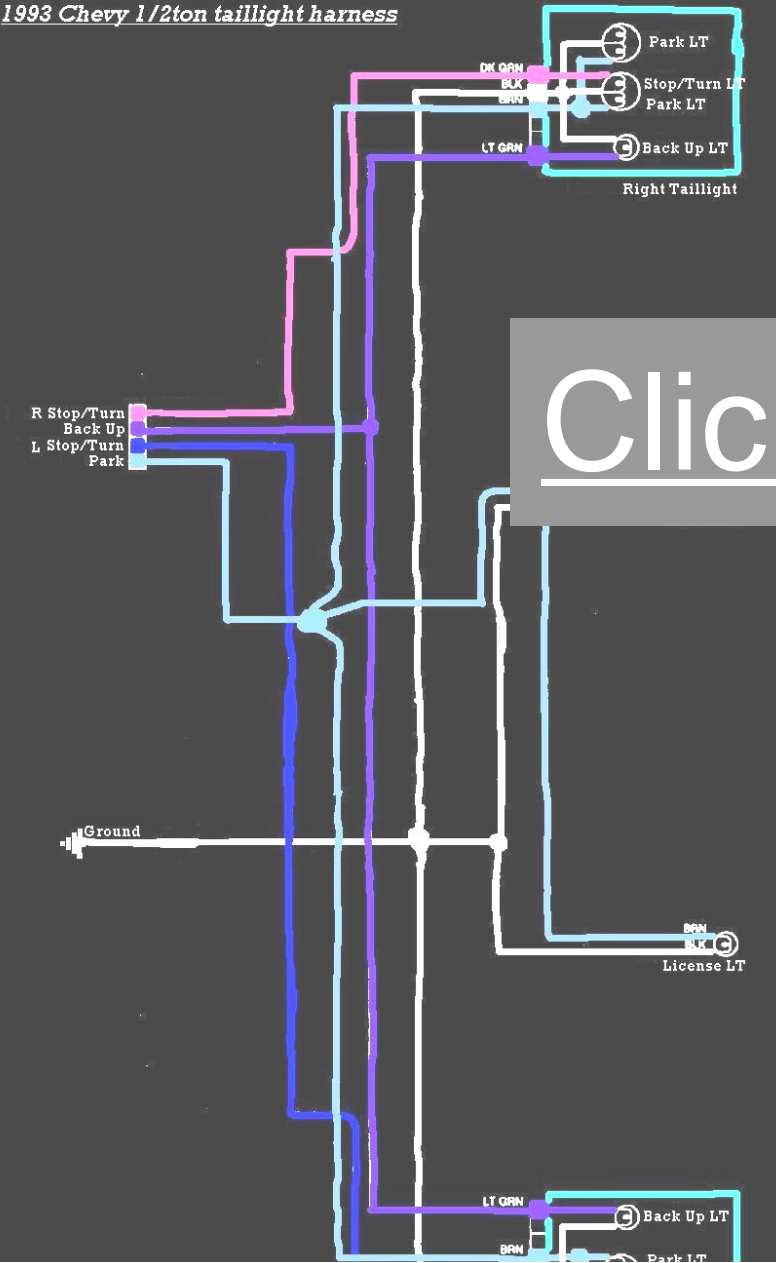 1993 Chevy 1/2ton taillight harness
Park LT
DK GRN
Stop/Turn LT
BLK
BRN
Park LT
LT GRN
Back Up LT
Right Taillight
Clic
R Stop/Turn
Back Up
L Stop/Turn
Park
Ground
BRN
BLK
License LT
LT GRN
Back Up LT
BRN
Park LT